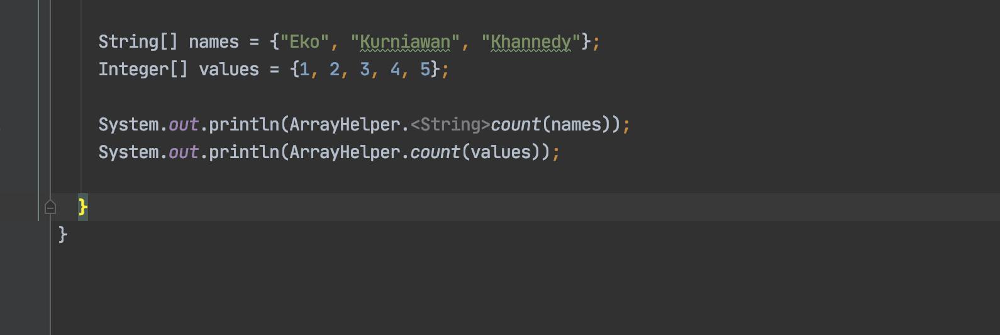 String[] names = {"Eko", "Kurniawan", "Khannedy"};
Integer[] values = {1, 2, 3, 4, 5};
System.out.println(ArrayHelper.<String>count(names));
System.out.println(ArrayHelper.count(values));
}
}